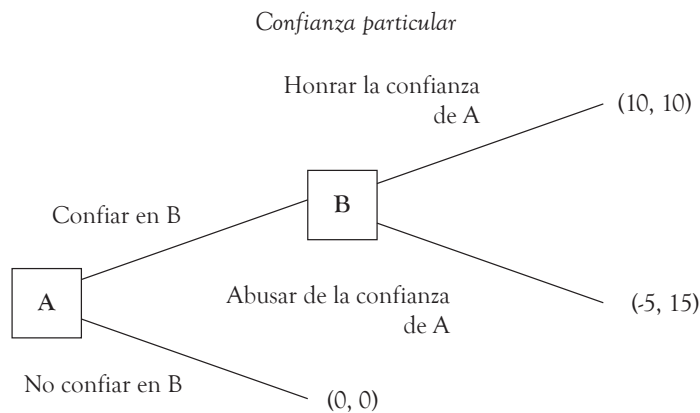 Confianza particular
Honrar la confianza
de A
(10, 10)
B
Confiar en B
A
Abusar de la confianza
de A
(-5, 15)
No confiar en B
(0, 0)